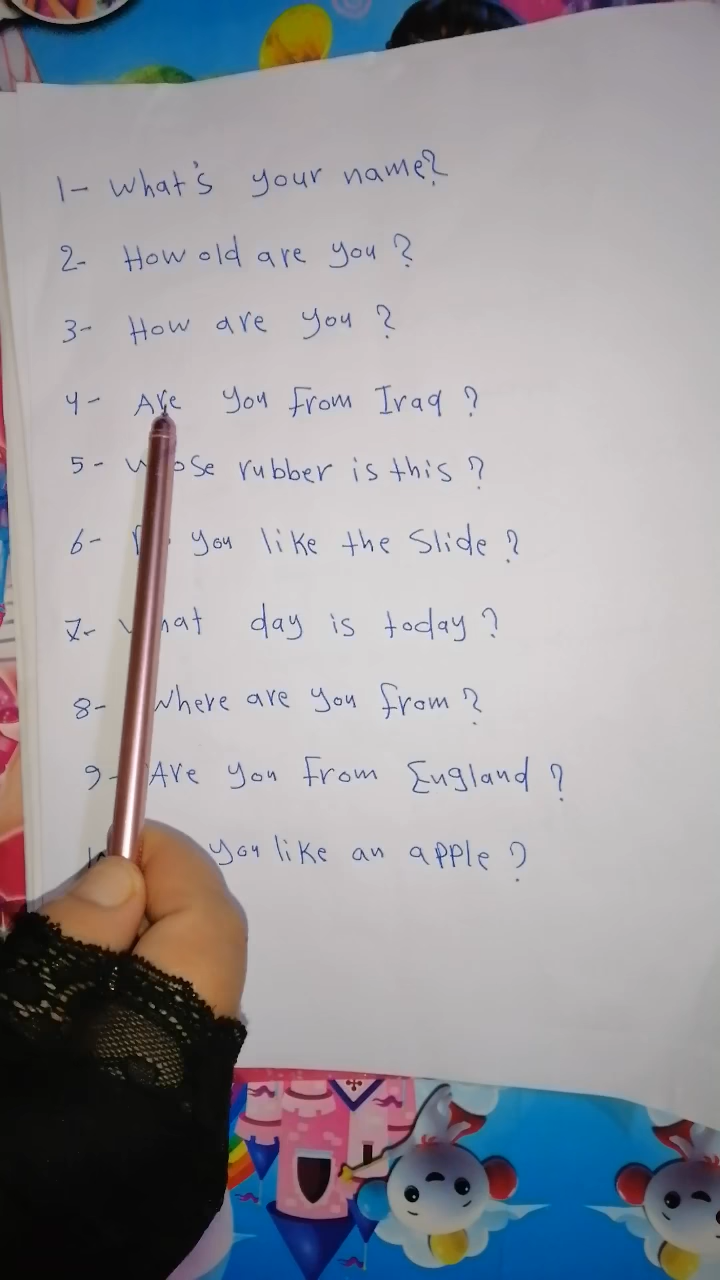 1- What's your name?
2- How old are you?
3- How are you?
4- Are you from Iraq?
5- Whose rubber is this?
6- you like the Slide?
7- What day is today?
8- Where are you from?
9- Are you from England?
you like an apple?